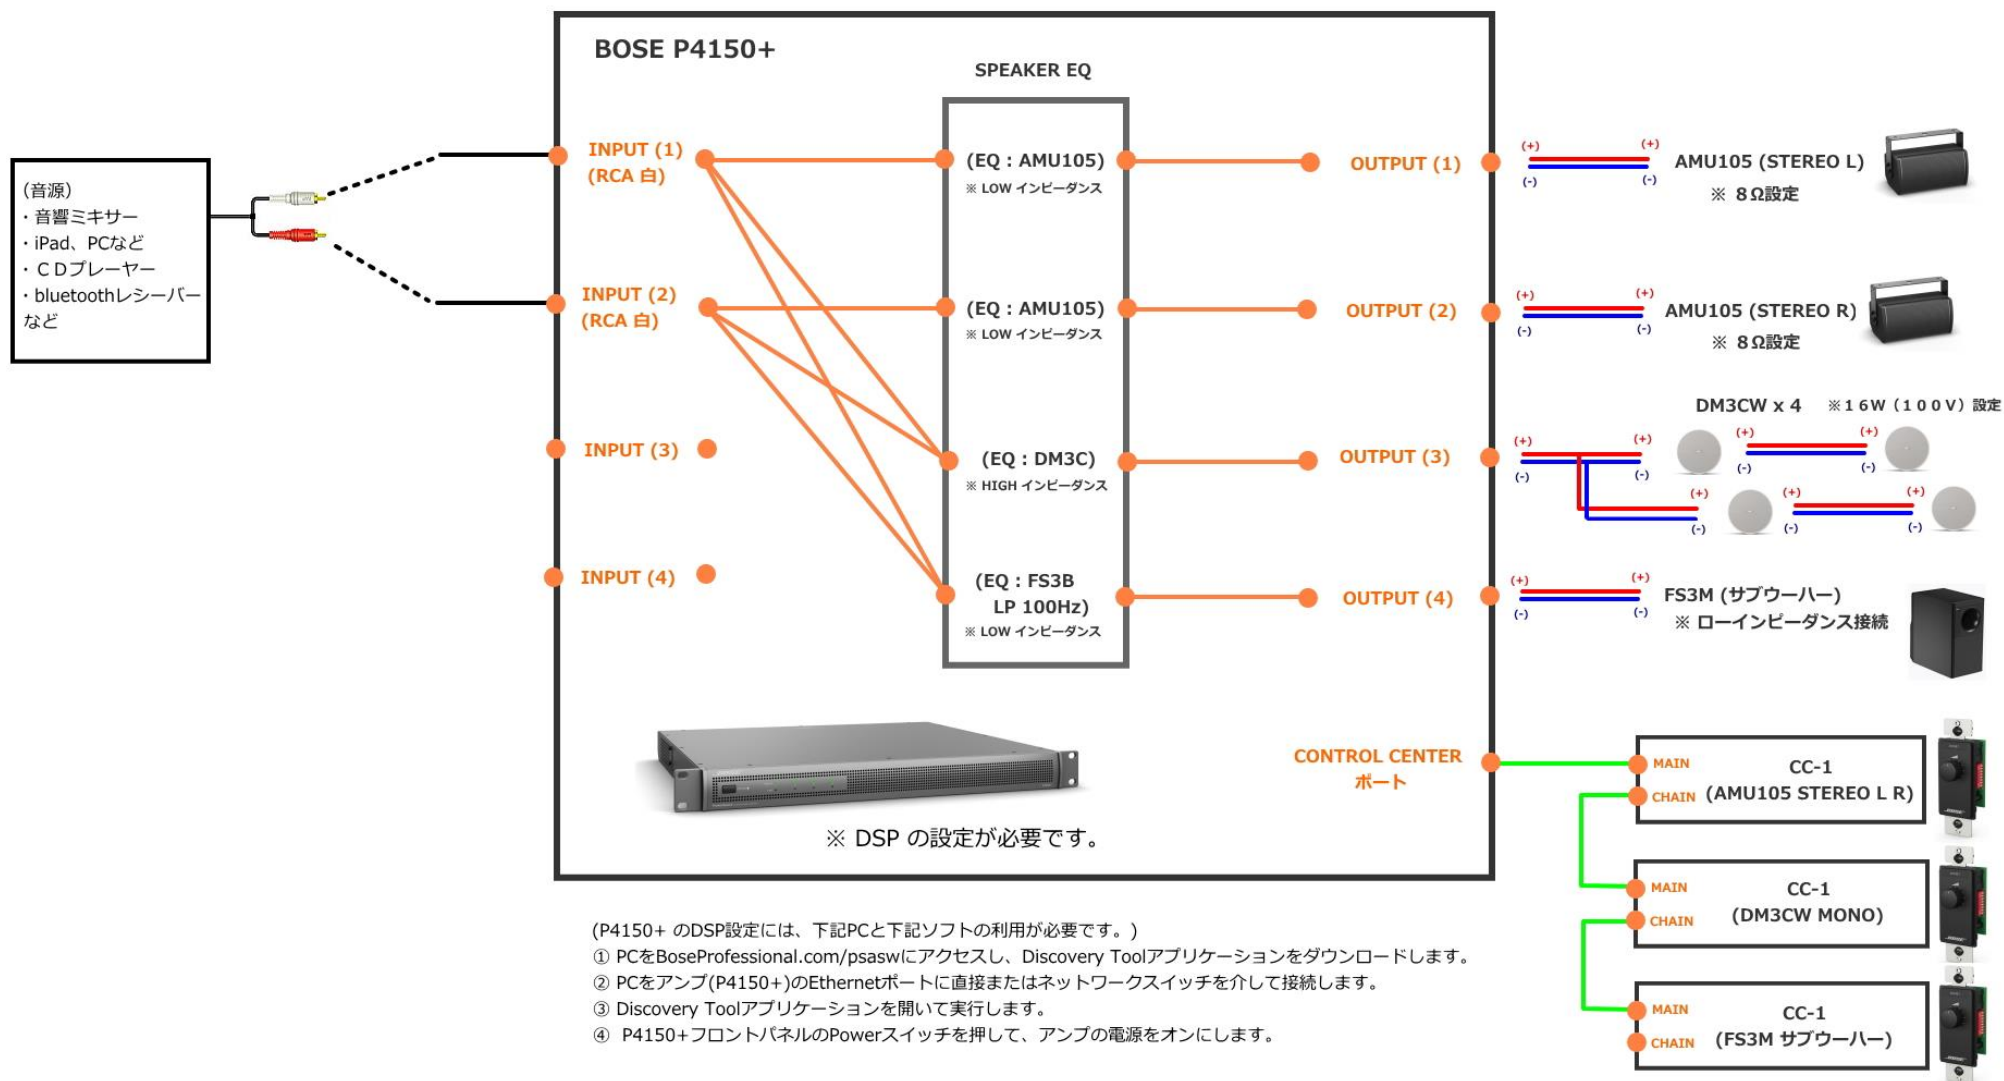 BOSE P4150+
SPEAKER EQ
(音源)
・音響ミキサー
・iPad、PCなど
・ＣＤプレーヤー
・bluetoothレシーバー
など
INPUT (1)
(RCA 白)
(EQ : AMU105)
※ LOW インピーダンス
OUTPUT (1)
(+)
(+)
(-)
(-)
AMU105 (STEREO L)
※ ８Ω設定
INPUT (2)
(RCA 白)
(EQ : AMU105)
※ LOW インピーダンス
OUTPUT (2)
(+)
(+)
(-)
(-)
AMU105 (STEREO R)
※ ８Ω設定
INPUT (3)
(EQ : DM3C)
※ HIGH インピーダンス
OUTPUT (3)
DM3CW x 4 ※１６Ｗ（１００Ｖ）設定
(+)
(+)
(+)
(+)
(-)
(-)
(-)
(-)
(+)
(+)
(+)
(-)
(-)
(-)
INPUT (4)
(EQ : FS3B
LP 100Hz)
※ LOW インピーダンス
OUTPUT (4)
(+)
(+)
(-)
(-)
FS3M (サブウーハー)
※ ローインピーダンス接続
※ DSP の設定が必要です。
CONTROL CENTER
ポート
MAIN
CHAIN
CC-1
(AMU105 STEREO L R)
MAIN
CHAIN
CC-1
(DM3CW MONO)
MAIN
CHAIN
CC-1
(FS3M サブウーハー)
(P4150+ のDSP設定には、下記PCと下記ソフトの利用が必要です。)
① PCをBoseProfessional.com/psaswにアクセスし、Discovery Toolアプリケーションをダウンロードします。
② PCをアンプ(P4150+)のEthernetポートに直接またはネットワークスイッチを介して接続します。
③ Discovery Toolアプリケーションを開いて実行します。
④ P4150+フロントパネルのPowerスイッチを押して、アンプの電源をオンにします。